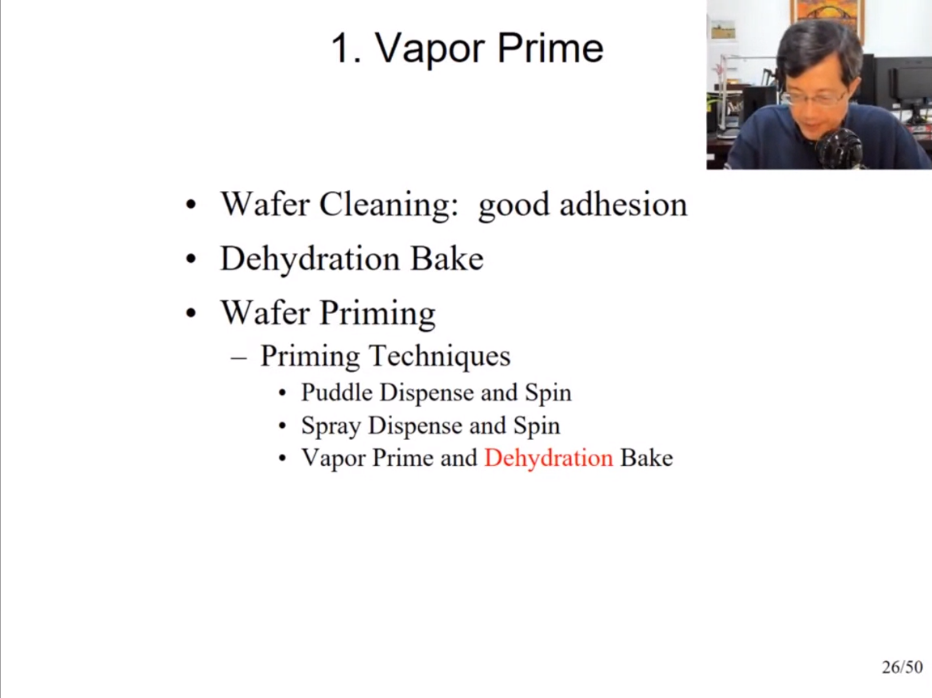 1. Vapor Prime
• Wafer Cleaning: good adhesion
• Dehydration Bake
• Wafer Priming
– Priming Techniques
• Puddle Dispense and Spin
• Spray Dispense and Spin
• Vapor Prime and Dehydration Bake
26/50